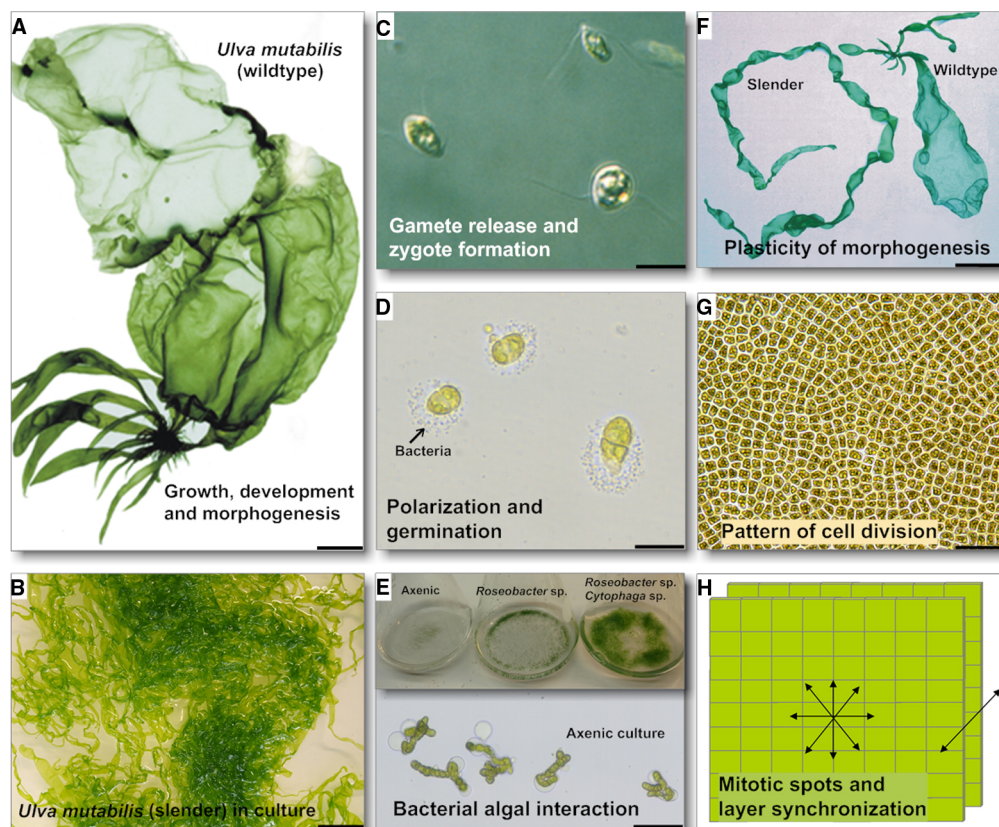 A
Ulva mutabilis
(wildtype)
Growth, development
and morphogenesis
B
Ulva mutabilis (slender) in culture
C
Gamete release and
zygote formation
D
Bacteria
Polarization and
germination
E
Axenic
Roseobacter sp.
Roseobacter sp.
Cytophaga sp.
Axenic culture
Bacterial algal interaction
F
Slender
Wildtype
Plasticity of morphogenesis
G
Pattern of cell division
H
Mitotic spots and
layer synchronization